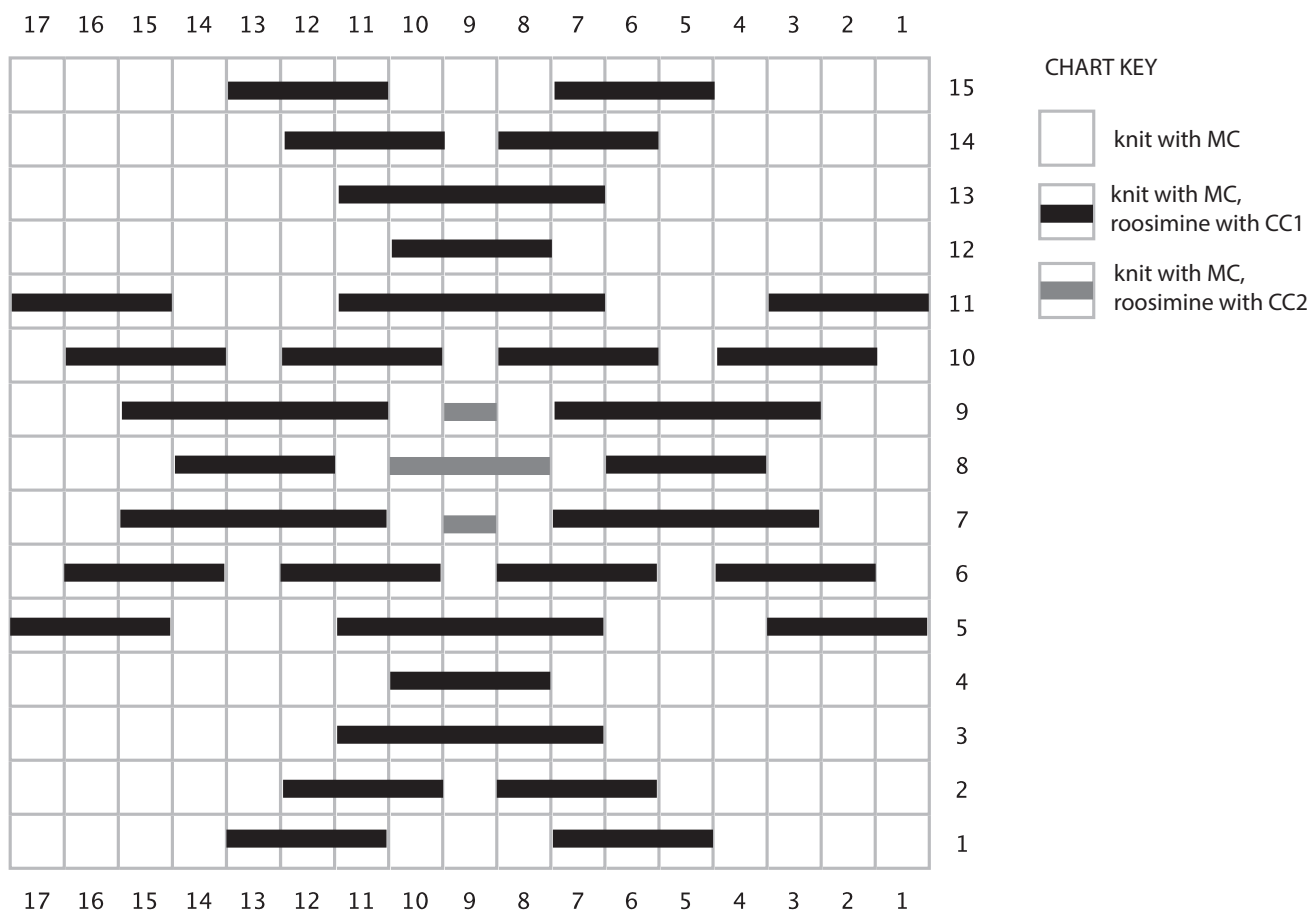 17 16 15 14 13 12 11 10 9 8 7 6 5 4 3 2 1
15
14
13
12
11
10
9
8
7
6
5
4
3
2
1
17 16 15 14 13 12 11 10 9 8 7 6 5 4 3 2 1
CHART KEY
knit with MC
knit with MC,
roosimine with CC1
knit with MC,
roosimine with CC2